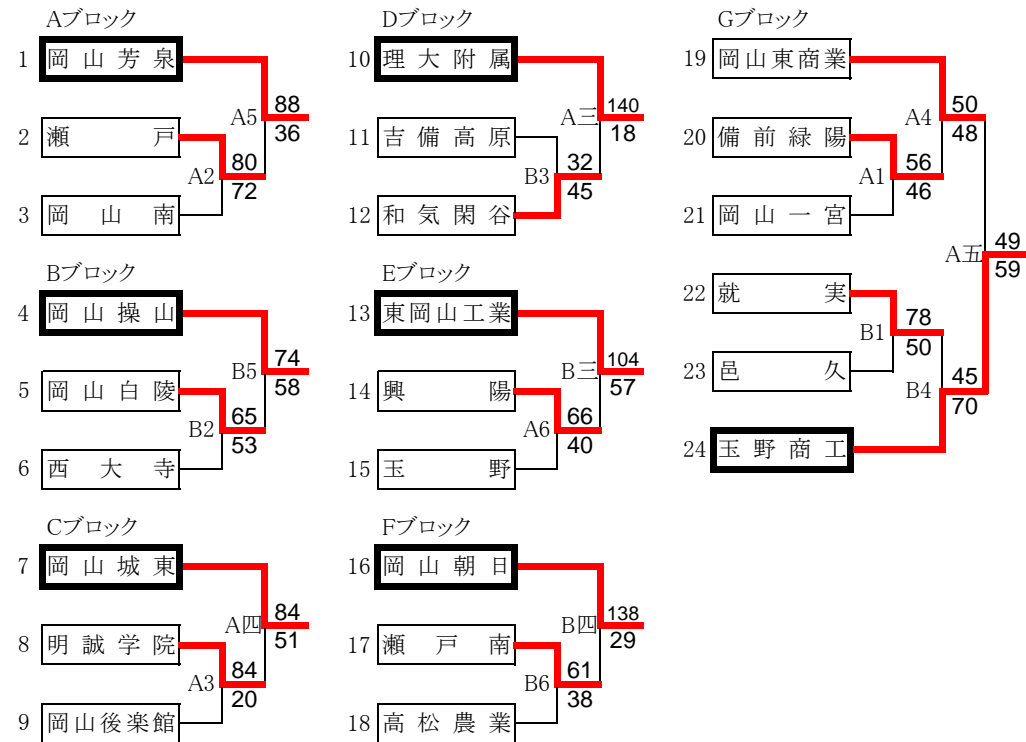 Aブロック
1 岡山芳泉
A5 88
36
2 瀬戸
A2 80
72
3 岡山南
Bブロック
4 岡山操山
B5 74
58
5 岡山白陵
B2 65
53
6 西大寺
Cブロック
7 岡山城東
A四 84
51
8 明誠学院
A3 84
20
9 岡山後楽館
Dブロック
10 理大附属
A三 140
18
11 吉備高原
B3 32
45
12 和気閑谷
Eブロック
13 東岡山工業
B三 104
57
14 興陽
A6 66
40
15 玉野
Fブロック
16 岡山朝日
B四 138
29
17 瀬戸南
B6 61
38
18 高松農業
Gブロック
19 岡山東商業
A4 50
48
20 備前緑陽
A1 56
46
21 岡山一宮
A五 49
59
22 就実
B1 78
50
23 邑久
B4 45
70
24 玉野商工